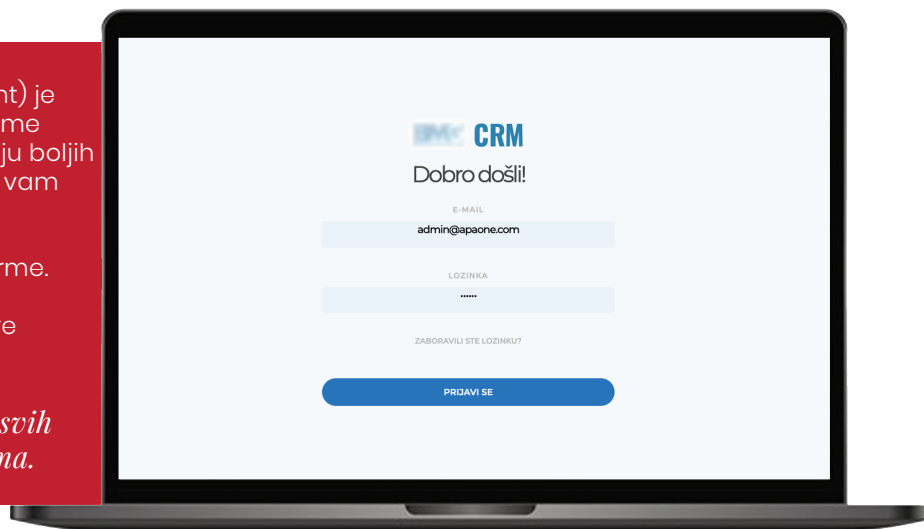 nt) je
me
ju boljih
vam
rme.
e
svih
na.
CRM
Dobro došli!
E-MAIL
admin@apaone.com
LOZINKA
••••••
ZABORAVILI STE LOZINKU?
PRIJAVI SE